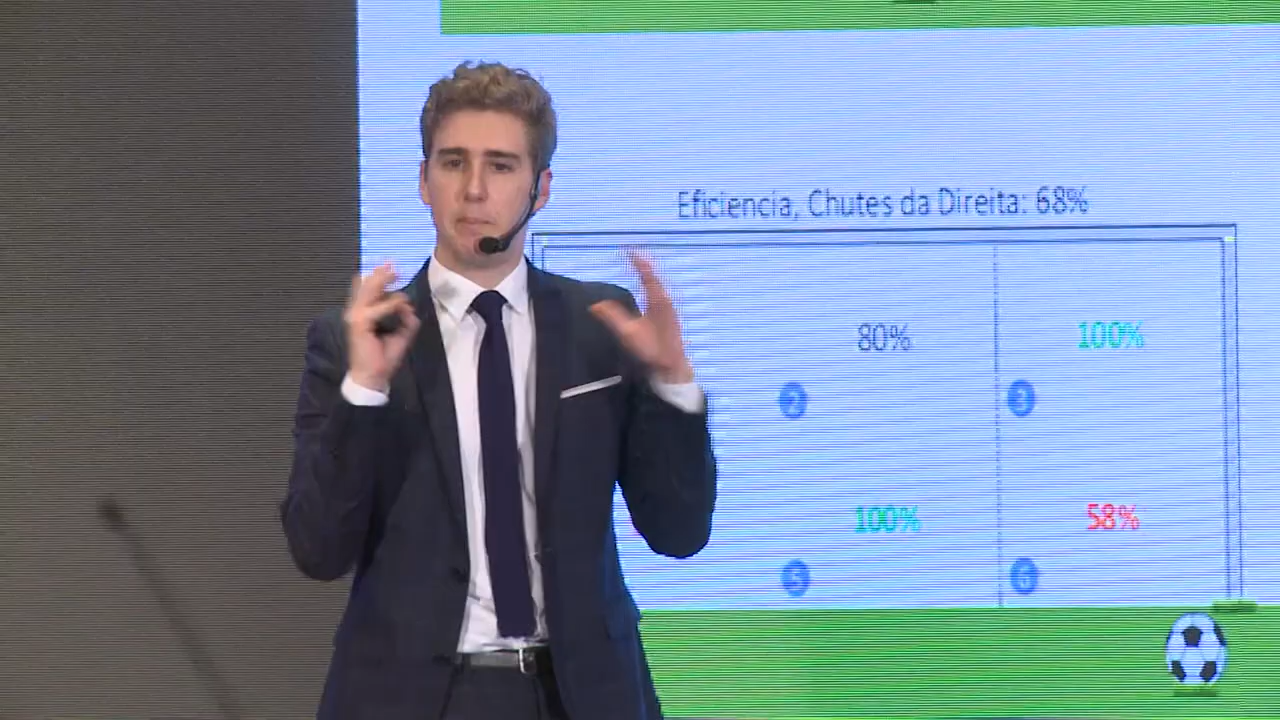 Eficiencia, Chutes da Direita: 68%
80% 100%
2 3
100% 58%
5 6